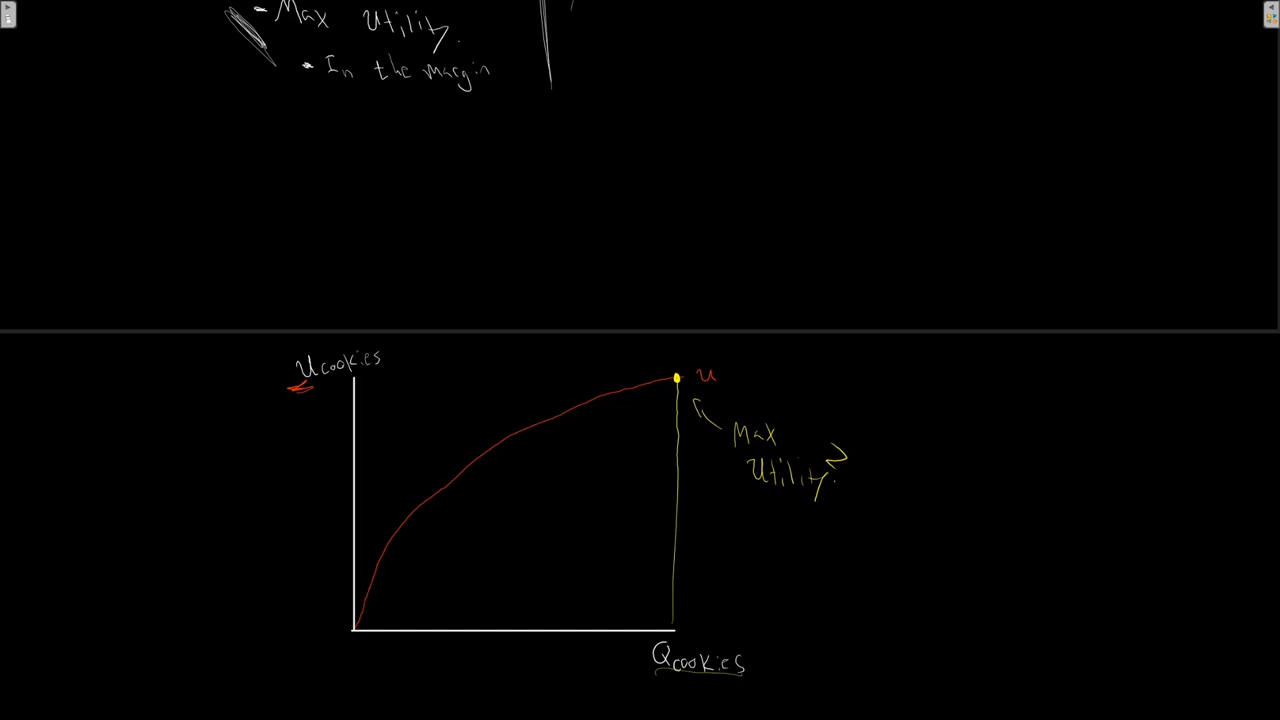 - Max Utility.
- In the margin
Ucookies
U
Max
Utility?
Qcookies